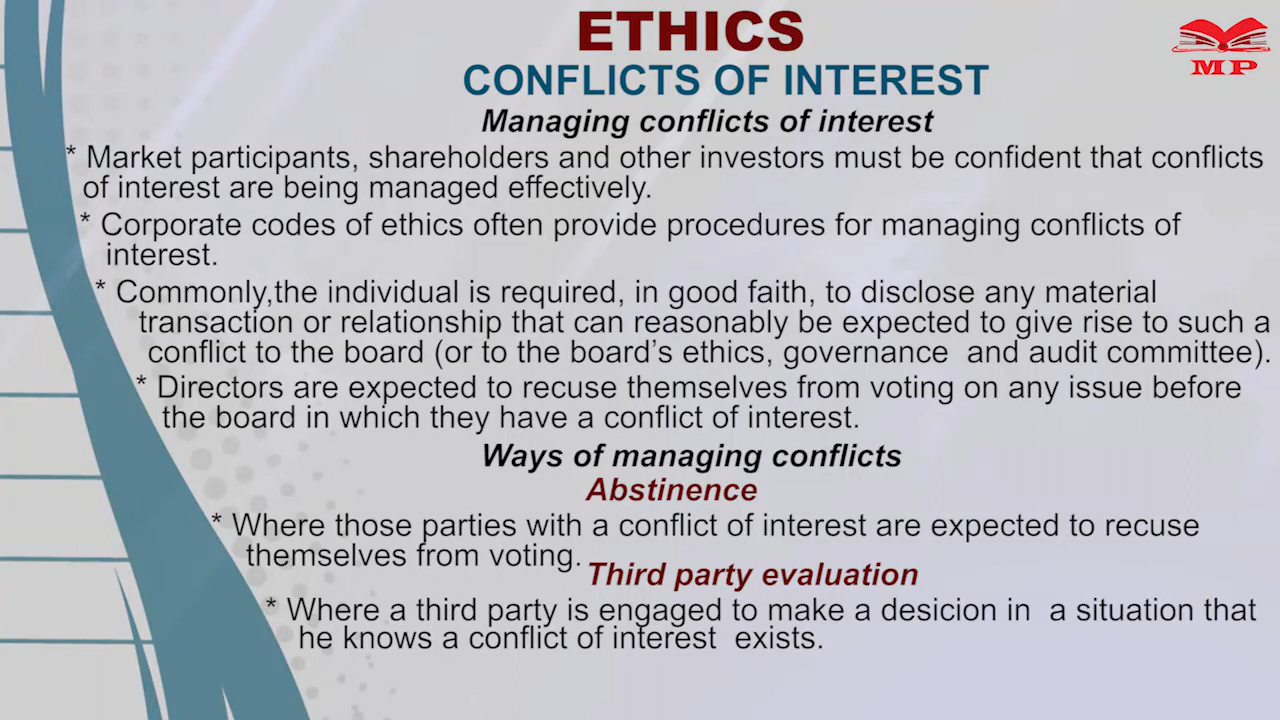 ETHICS
MP
CONFLICTS OF INTEREST
Managing conflicts of interest
* Market participants, shareholders and other investors must be confident that conflicts
of interest are being managed effectively.
* Corporate codes of ethics often provide procedures for managing conflicts of
interest.
* Commonly,the individual is required, in good faith, to disclose any material
transaction or relationship that can reasonably be expected to give rise to such a
conflict to the board (or to the board's ethics, governance  and audit committee).
* Directors are expected to recuse themselves from voting on any issue before
the board in which they have a conflict of interest.
Ways of managing conflicts
Abstinence
* Where those parties with a conflict of interest are expected to recuse
themselves from voting.
Third party evaluation
* Where a third party is engaged to make a desicion in  a situation that
he knows a conflict of interest  exists.